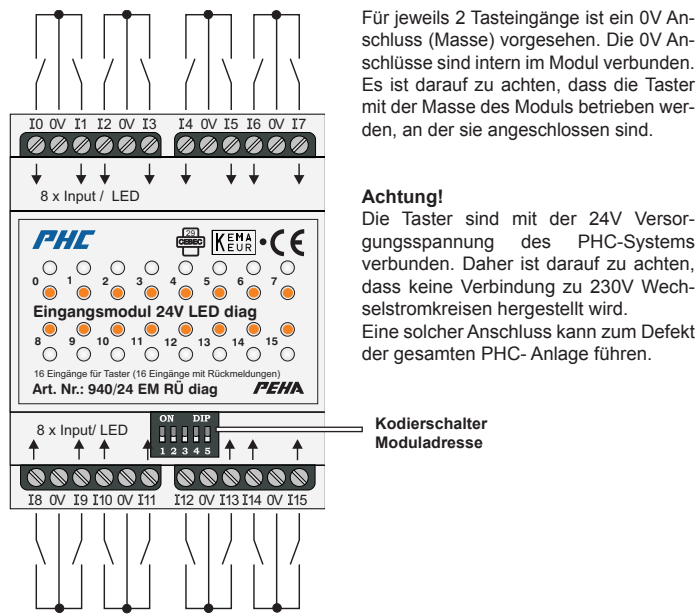 I0 0V I1 I2 0V I3 I4 0V I5 I6 0V I7
8 x Input / LED
PHC
29
CEBEC
KEMA
KEUR
CE
0 1 2 3 4 5 6 7
Eingangsmodul 24V LED diag
8 9 10 11 12 13 14 15
16 Eingänge für Taster (16 Eingänge mit Rückmeldungen)
Art. Nr.: 940/24 EM RÜ diag
PEHA
8 x Input/ LED
ON DIP
1 2 3 4 5
I8 0V I9 I10 0V I11 I12 0V I13 I14 0V I15
Für jeweils 2 Tasteingänge ist ein 0V An-
schluss (Masse) vorgesehen. Die 0V An-
schlüsse sind intern im Modul verbunden.
Es ist darauf zu achten, dass die Taster
mit der Masse des Moduls betrieben wer-
den, an der sie angeschlossen sind.
Achtung!
Die Taster sind mit der 24V Versor-
gungsspannung des PHC-Systems
verbunden. Daher ist darauf zu achten,
dass keine Verbindung zu 230V Wech-
selstromkreisen hergestellt wird.
Eine solcher Anschluss kann zum Defekt
der gesamten PHC- Anlage führen.
Kodierschalter
Moduladresse